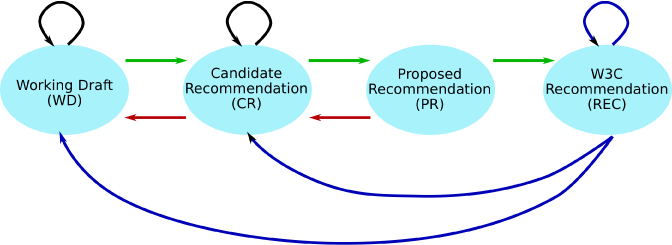 Working Draft
(WD)
Candidate
Recommendation
(CR)
Proposed
Recommendation
(PR)
W3C
Recommendation
(REC)